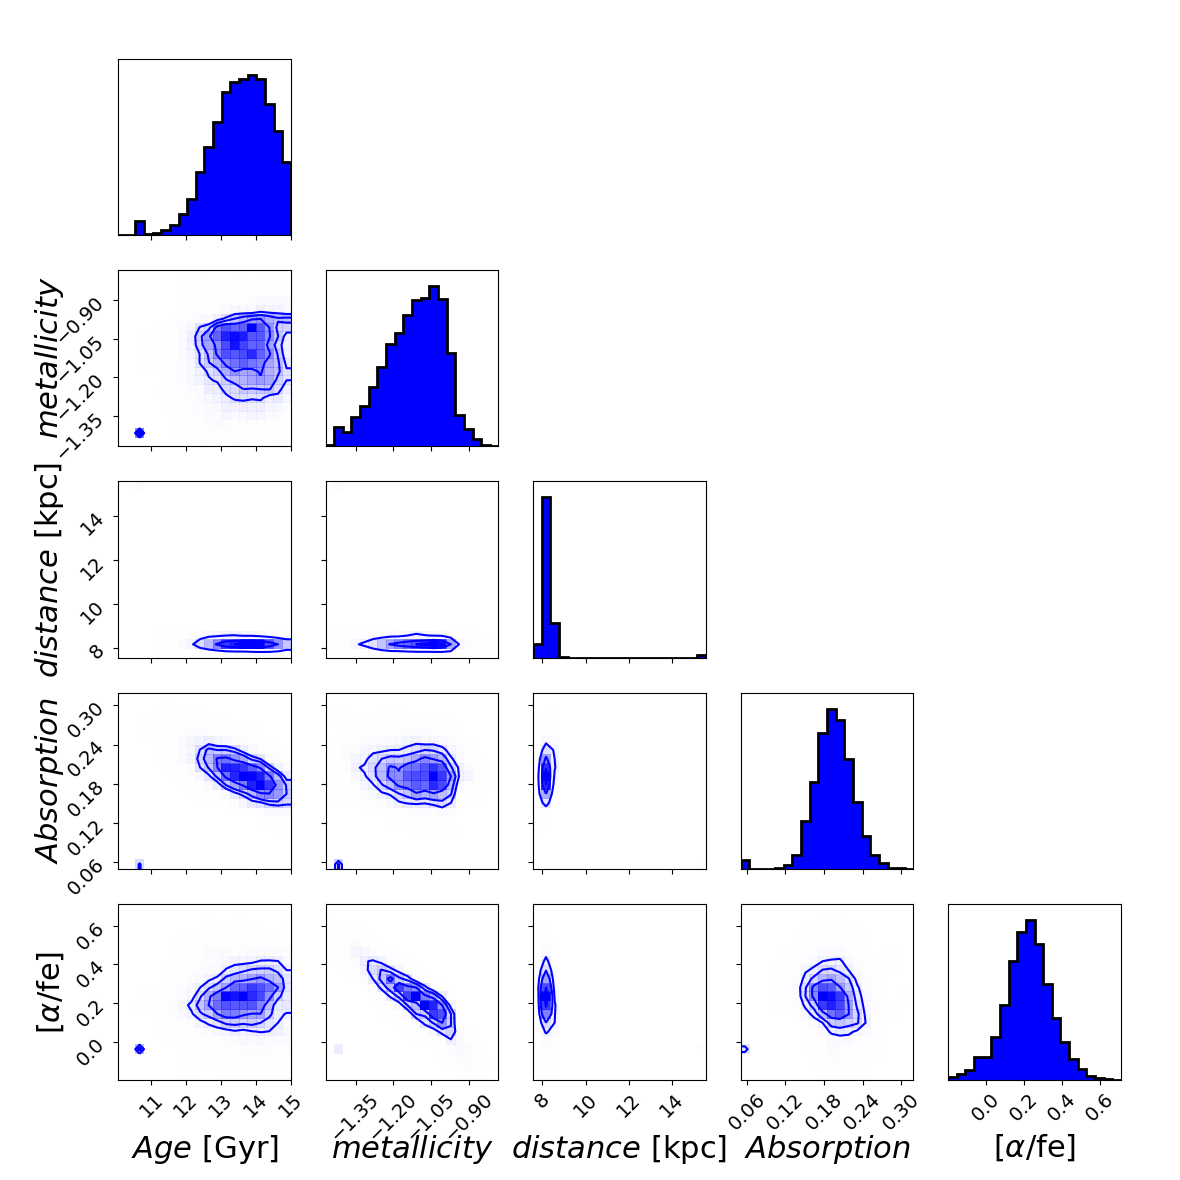 metallicity
−0.90
−1.05
−1.20
−1.35
distance [kpc]
14
12
10
8
Absorption
0.30
0.24
0.18
0.12
0.06
[α/fe]
0.6
0.4
0.2
0.0
11 12 13 14 15
−1.35 −1.20 −1.05 −0.90
8 10 12 14
0.06 0.12 0.18 0.24 0.30
0.0 0.2 0.4 0.6
Age [Gyr] metallicity distance [kpc] Absorption [α/fe]